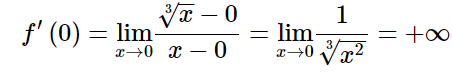 f′(0) = lim_{x→0} (∛x − 0)/(x − 0) = lim_{x→0} 1/∛(x²) = +∞